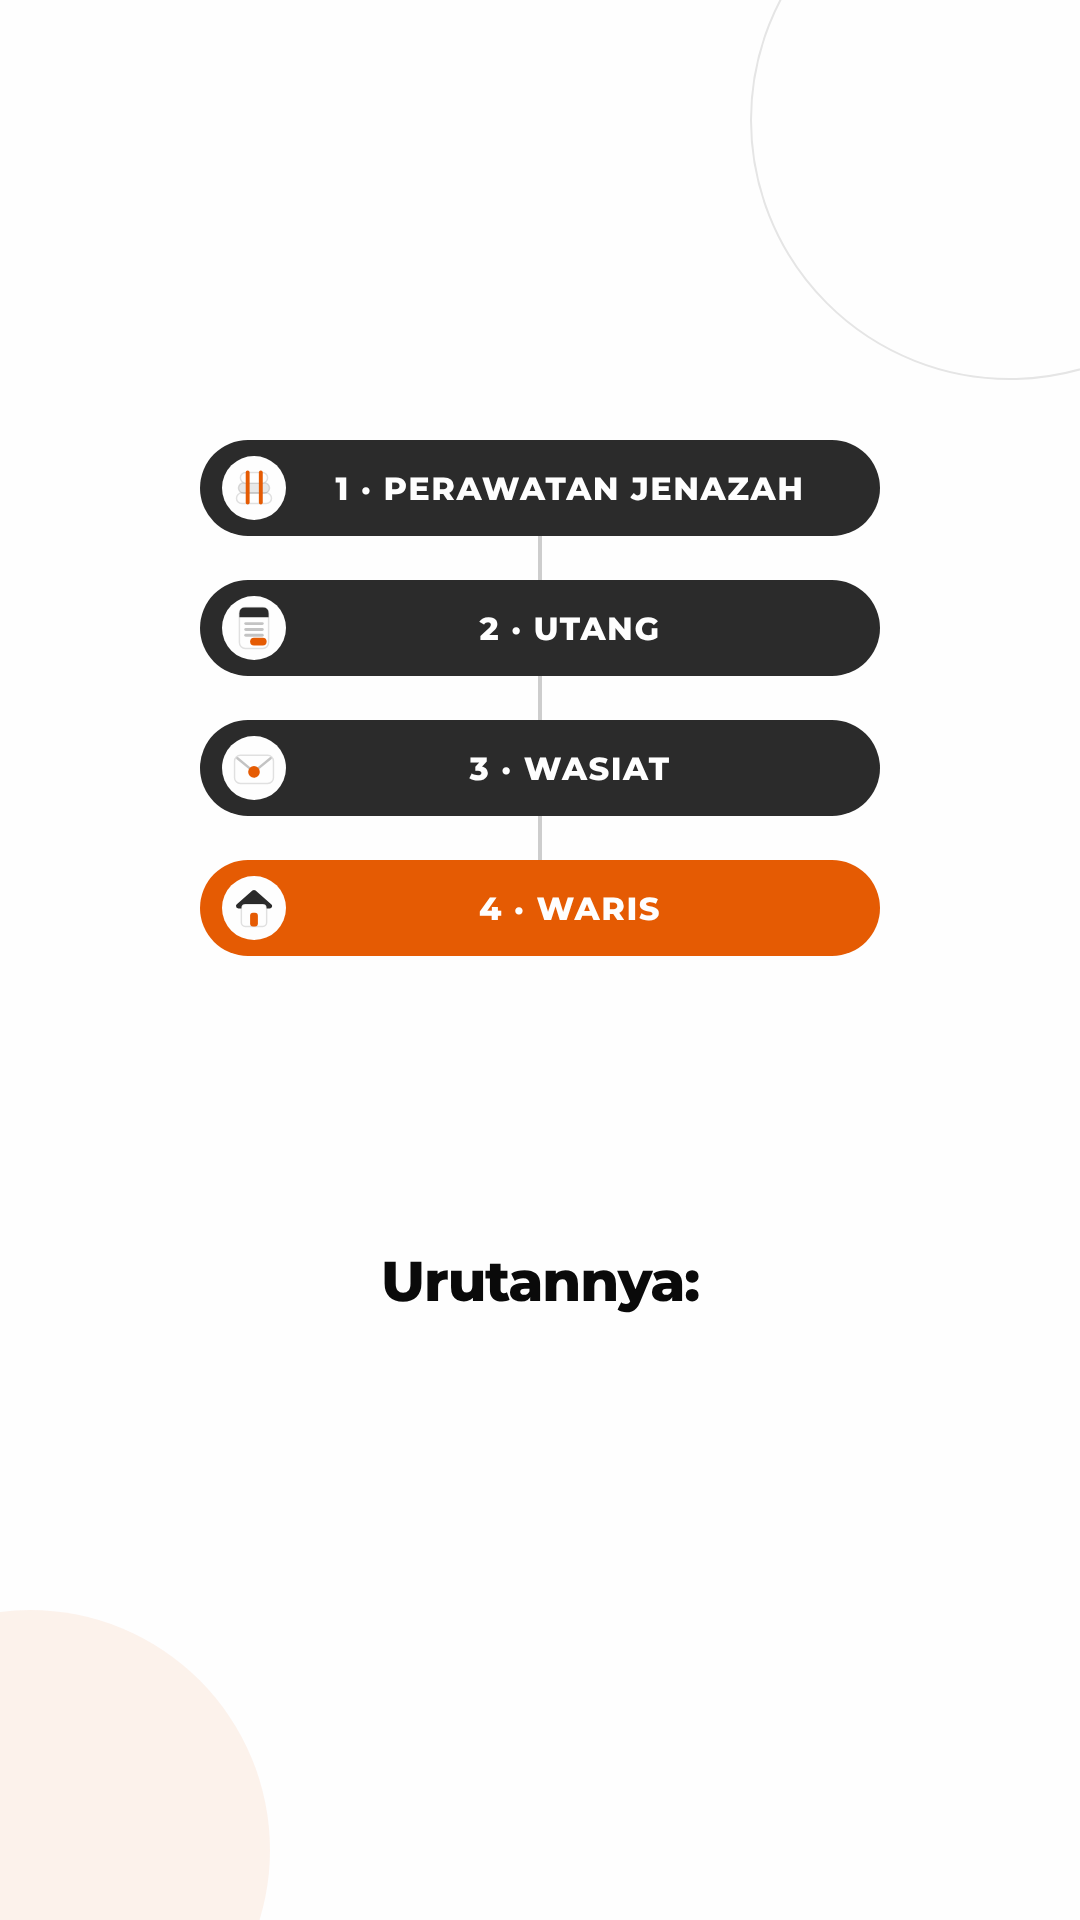 1 · PERAWATAN JENAZAH
2 · UTANG
3 · WASIAT
4 · WARIS
Urutannya: